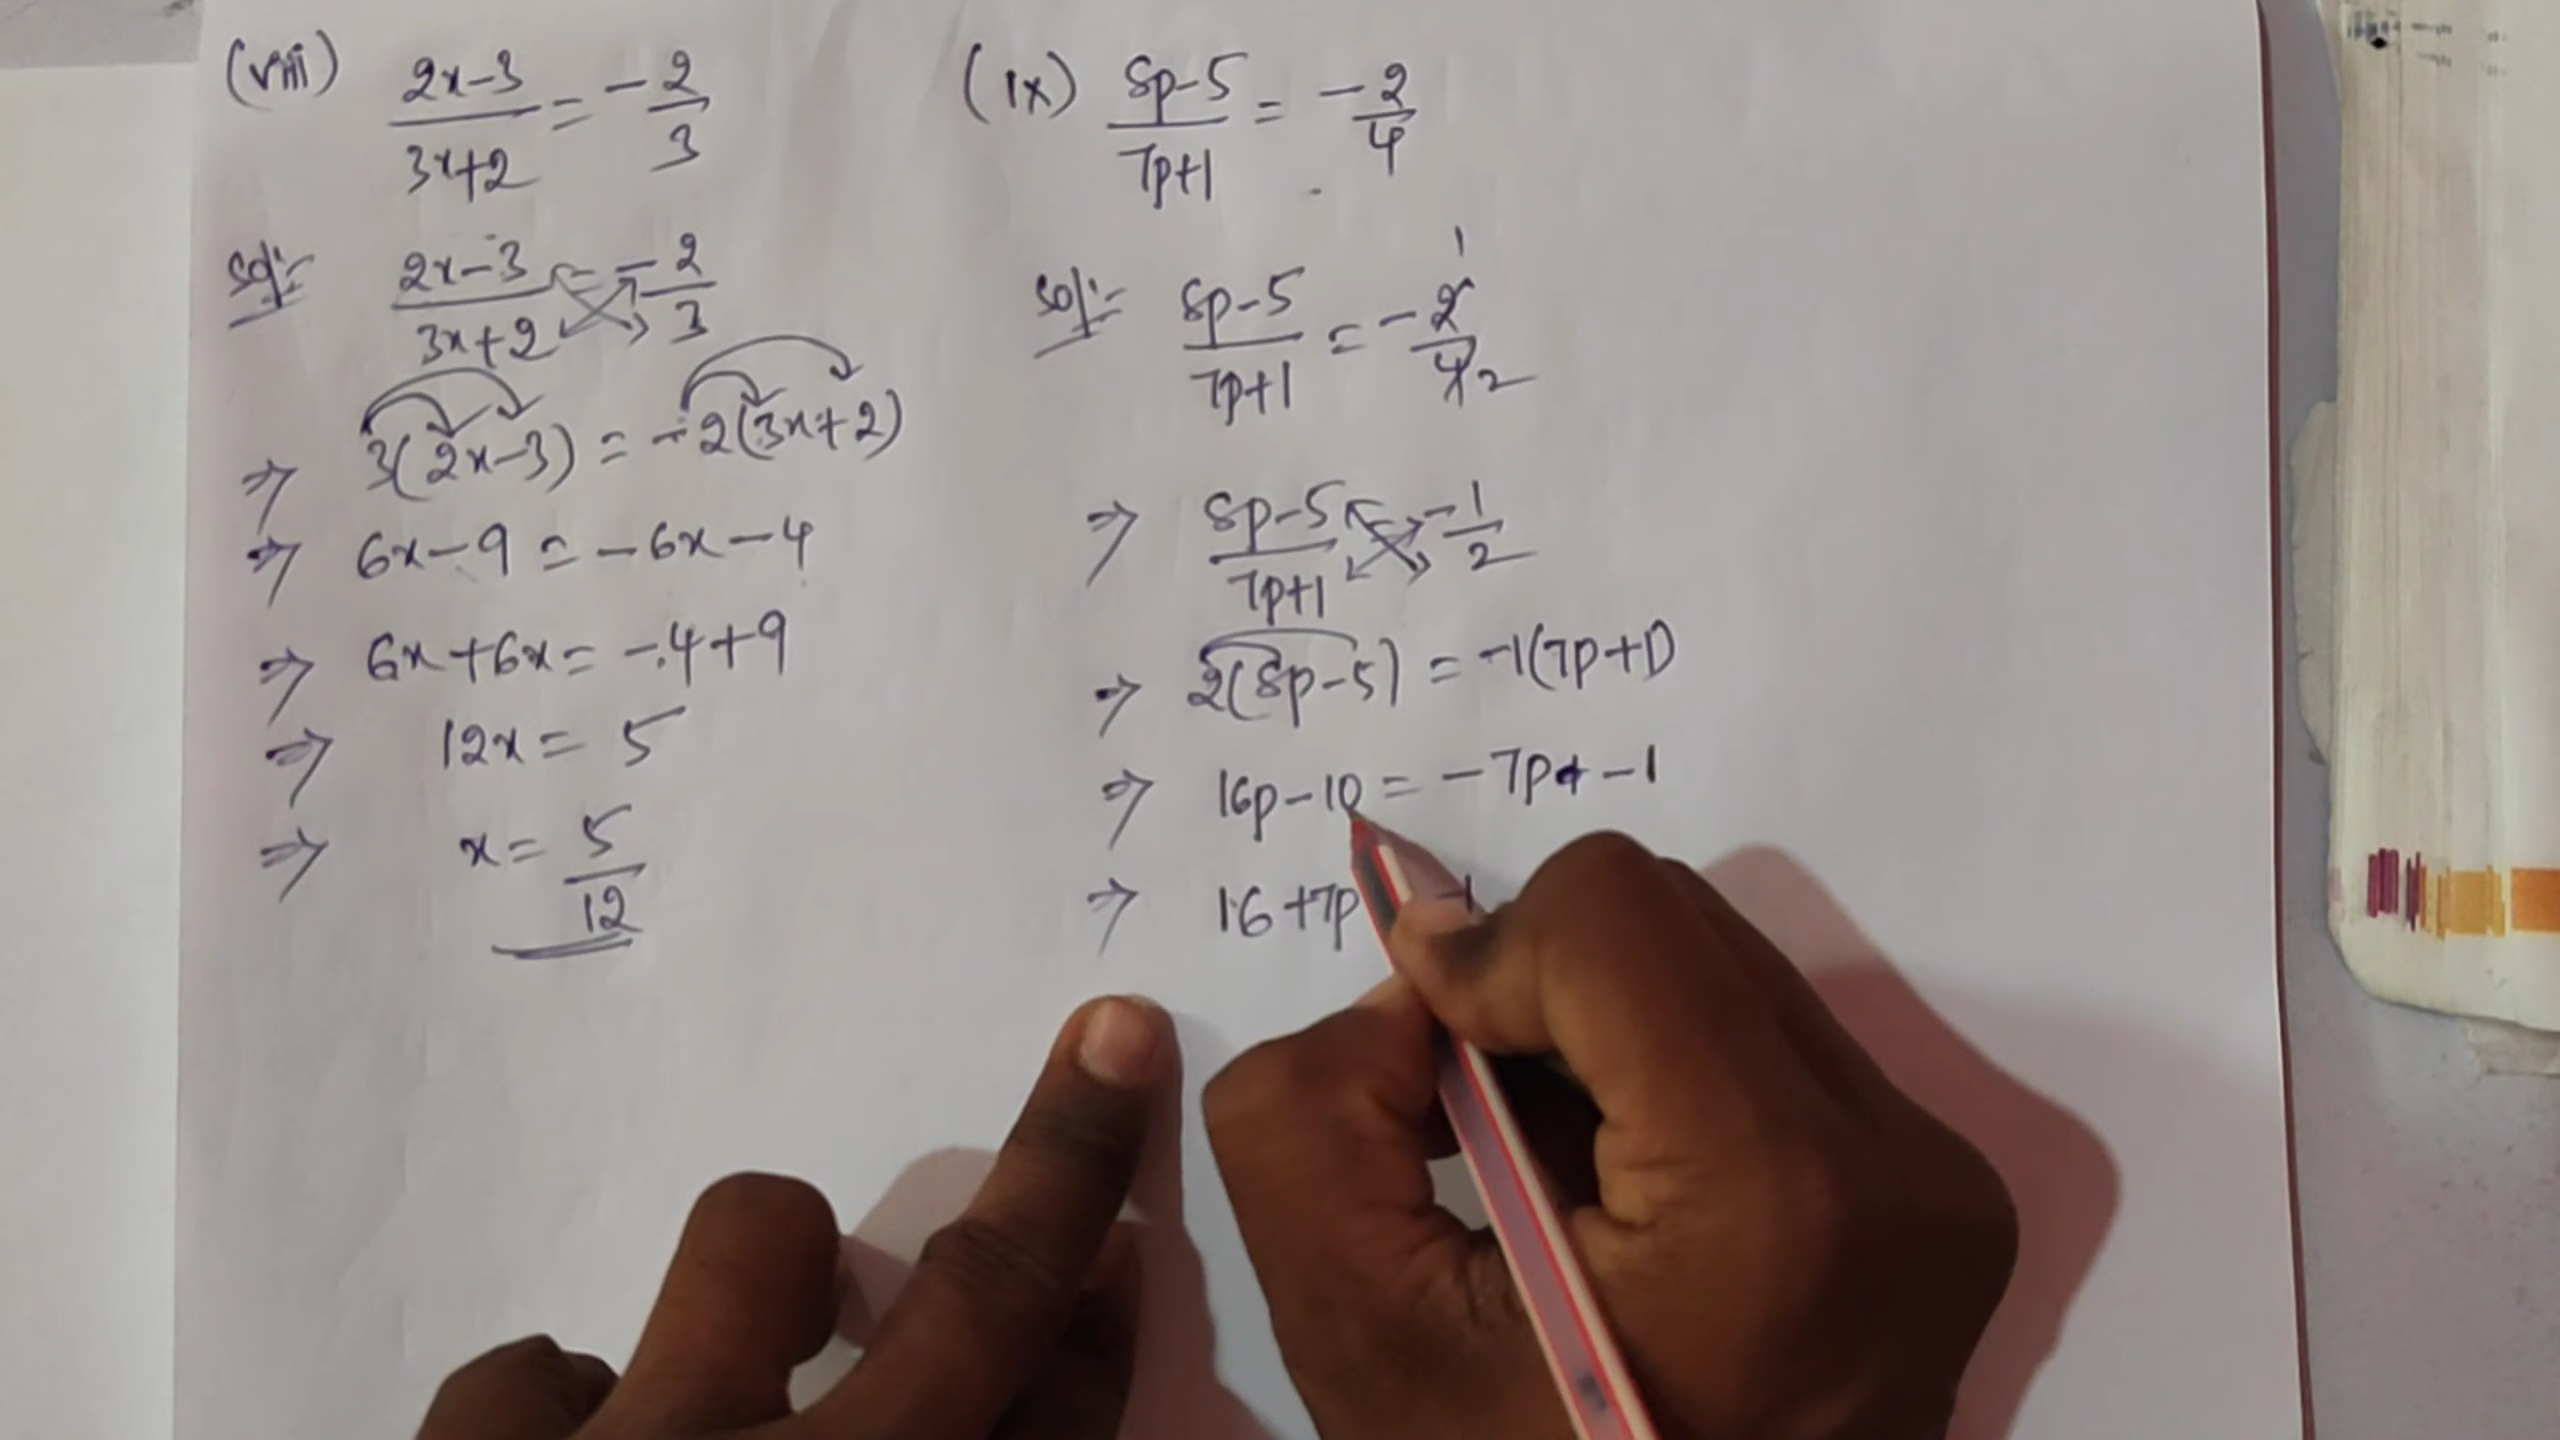 (viii) 2x-3/3x+2 = -2/3
Sol:- 2x-3/3x+2 = -2/3
⇒ 3(2x-3) = -2(3x+2)
⇒ 6x-9 = -6x-4
⇒ 6x+6x = -4+9
⇒ 12x = 5
⇒ x = 5/12
(ix) 8p-5/7p+1 = -2/4
Sol:- 8p-5/7p+1 = -2/4 1 2
⇒ 8p-5/7p+1 = -1/2
⇒ 2(8p-5) = -1(7p+1)
⇒ 16p-10 = -7p+ -1
⇒ 16+7p -1